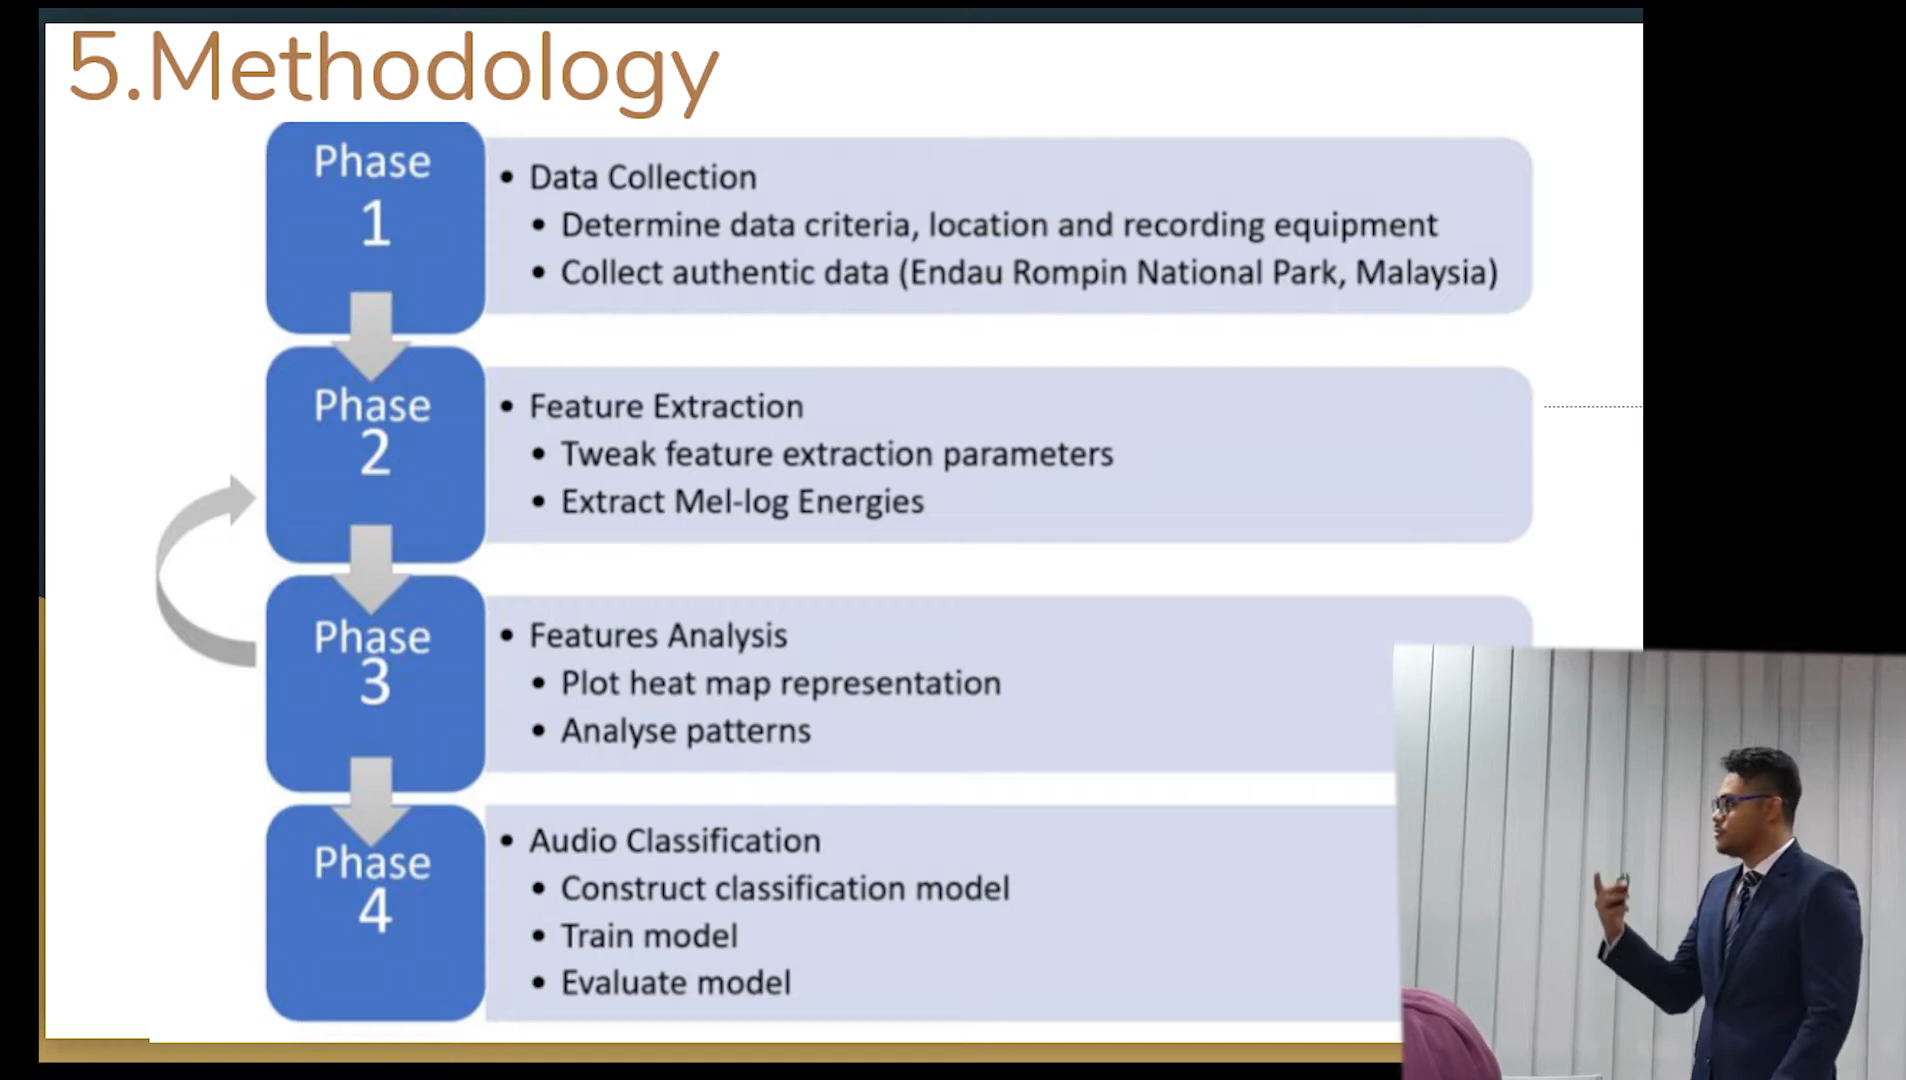 5.Methodology
Phase
1
• Data Collection
• Determine data criteria, location and recording equipment
• Collect authentic data (Endau Rompin National Park, Malaysia)
Phase
2
• Feature Extraction
• Tweak feature extraction parameters
• Extract Mel-log Energies
Phase
3
• Features Analysis
• Plot heat map representation
• Analyse patterns
Phase
4
• Audio Classification
• Construct classification model
• Train model
• Evaluate model